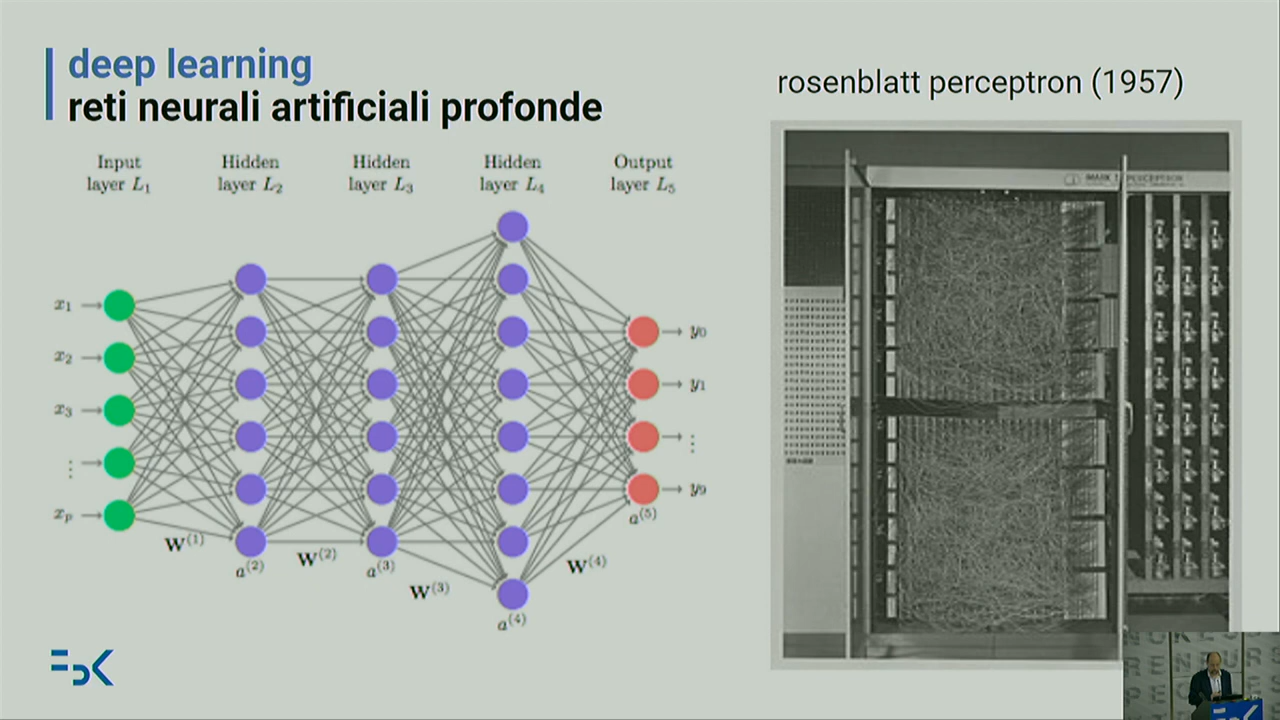 deep learning
reti neurali artificiali profonde
rosenblatt perceptron (1957)
Input
layer L₁
Hidden
layer L₂
Hidden
layer L₃
Hidden
layer L₄
Output
layer L₅
x₁
x₂
x₃
⋮
xₚ
y₀
y₁
⋮
y₉
W⁽¹⁾
a⁽²⁾
W⁽²⁾
a⁽³⁾
W⁽³⁾
a⁽⁴⁾
W⁽⁴⁾
a⁽⁵⁾
MARK I PERCEPTRON
FBK